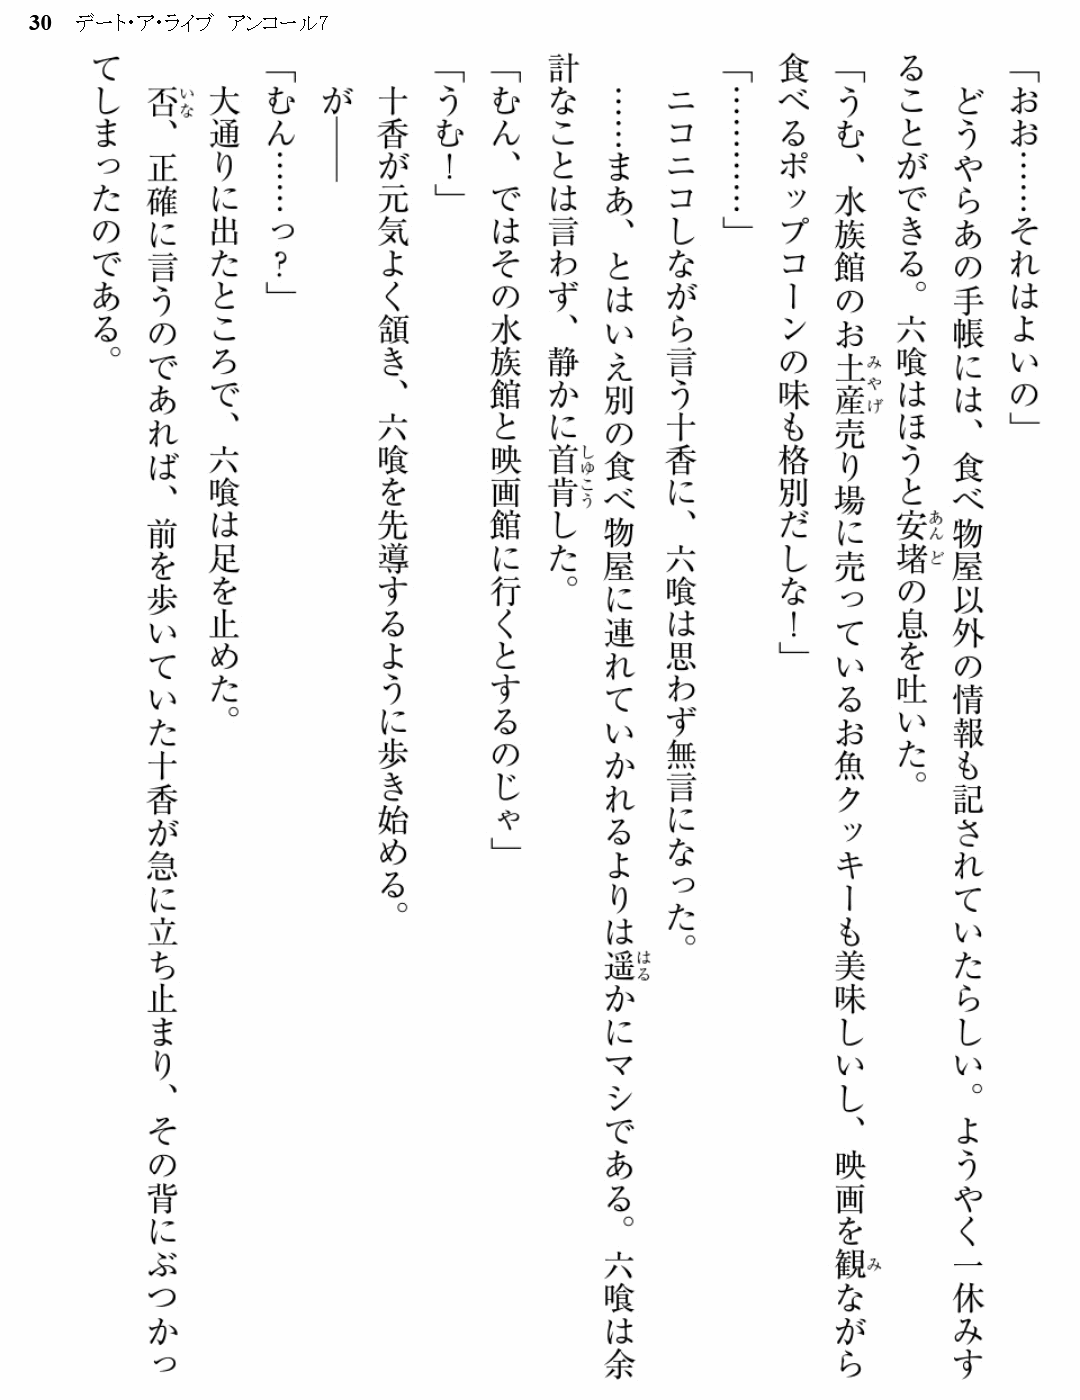 30 デート・ア・ライブ アンコール7
「おお……それはよいの」
どうやらあの手帳には、食べ物屋以外の情報も記されていたらしい。ようやく一休みす
ることができる。六喰はほうと安堵の息を吐いた。
「うむ、水族館のお土産売り場に売っているお魚クッキーも美味しいし、映画を観ながら
食べるポップコーンの味も格別だしな！」
「…………」
ニコニコしながら言う十香に、六喰は思わず無言になった。
……まあ、とはいえ別の食べ物屋に連れていかれるよりは遥かにマシである。六喰は余
計なことは言わず、静かに首肯した。
「むん、ではその水族館と映画館に行くとするのじゃ」
「うむ！」
十香が元気よく頷き、六喰を先導するように歩き始める。
が——
「むん……っ？」
大通りに出たところで、六喰は足を止めた。
否、正確に言うのであれば、前を歩いていた十香が急に立ち止まり、その背にぶつかっ
てしまったのである。